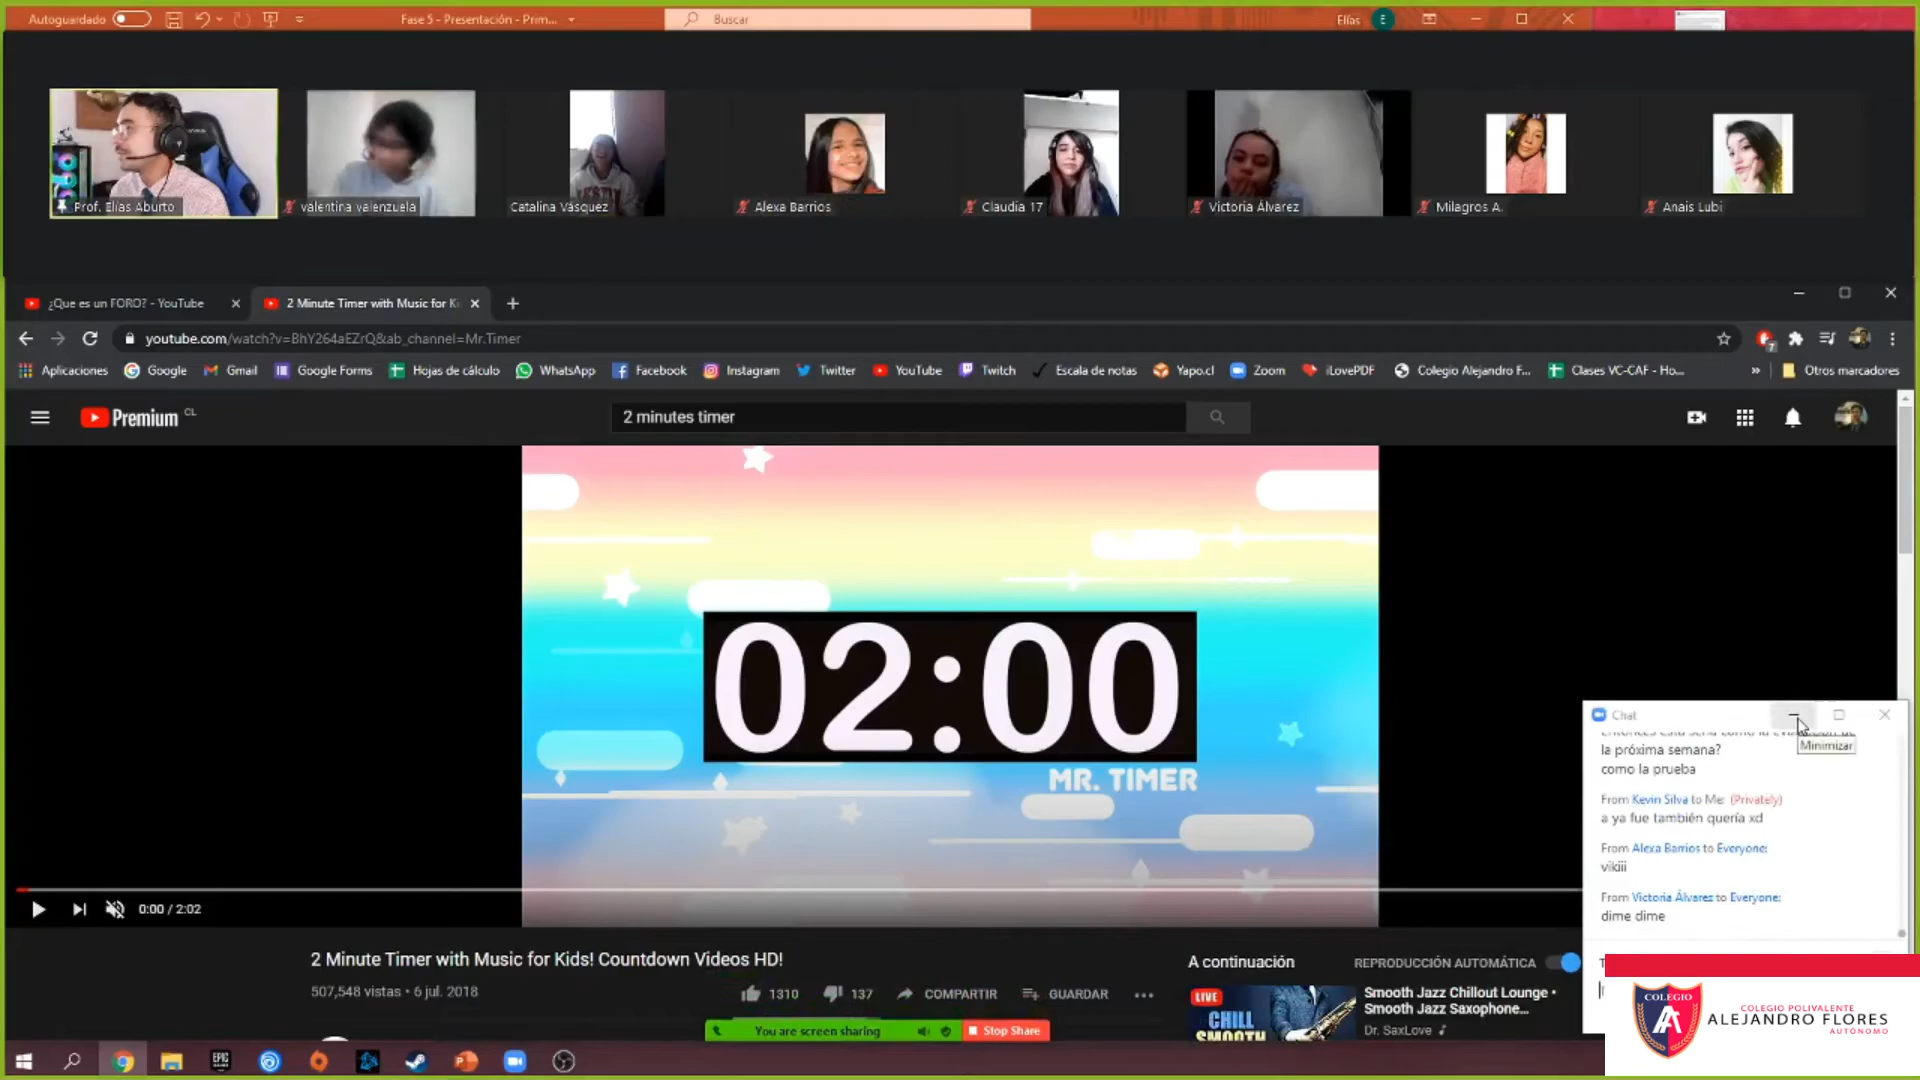 Autoguardado
Fase 5 - Presentación - Prim...
Buscar
Elías
E
Prof. Elías Aburto
valentina valenzuela
Catalina Vásquez
Alexa Barrios
Claudia 17
Victoria Álvarez
Milagros A.
Anais Lubi
¿Que es un FORO? - YouTube
2 Minute Timer with Music for Ki
youtube.com/watch?v=BhY264aEZrQ&ab_channel=Mr.Timer
7
Aplicaciones
Google
Gmail
Google Forms
Hojas de cálculo
WhatsApp
Facebook
Instagram
Twitter
YouTube
Twitch
Escala de notas
Yapo.cl
Zoom
iLovePDF
Colegio Alejandro F...
Clases VC-CAF - Ho...
»
Otros marcadores
Premium CL
2 minutes timer
02:00
MR. TIMER
Chat
Minimizar
la próxima semana?
como la prueba
From Kevin Silva to Me: (Privately)
a ya fue también quería xd
From Alexa Barrios to Everyone:
vikiii
From Victoria Álvarez to Everyone:
dime dime
0:00 / 2:02
2 Minute Timer with Music for Kids! Countdown Videos HD!
507,548 vistas • 6 jul. 2018
1310
137
COMPARTIR
GUARDAR
A continuación
REPRODUCCIÓN AUTOMÁTICA
LIVE
CHILL
SMOOTH
Smooth Jazz Chillout Lounge •
Smooth Jazz Saxophone...
Dr. SaxLove
You are screen sharing
Stop Share
EPIC
COLEGIO
COLEGIO POLIVALENTE
ALEJANDRO FLORES
AUTÓNOMO